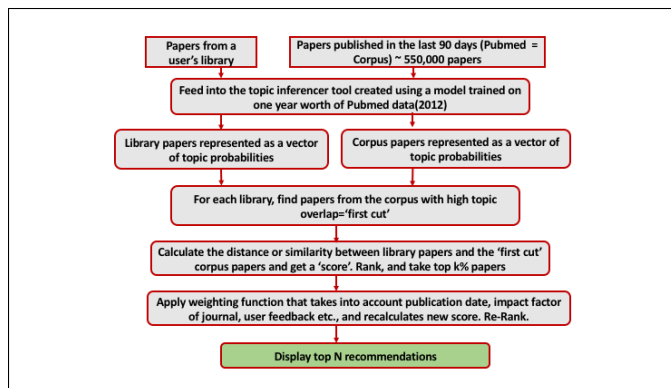 Papers from a
user's library
Papers published in the last 90 days (Pubmed =
Corpus) ~ 550,000 papers
Feed into the topic inferencer tool created using a model trained on
one year worth of Pubmed data(2012)
Library papers represented as a vector
of topic probabilities
Corpus papers represented as a vector of
topic probabilities
For each library, find papers from the corpus with high topic
overlap='first cut'
Calculate the distance or similarity between library papers and the 'first cut'
corpus papers and get a 'score'. Rank, and take top k% papers
Apply weighting function that takes into account publication date, impact factor
of journal, user feedback etc., and recalculates new score. Re-Rank.
Display top N recommendations